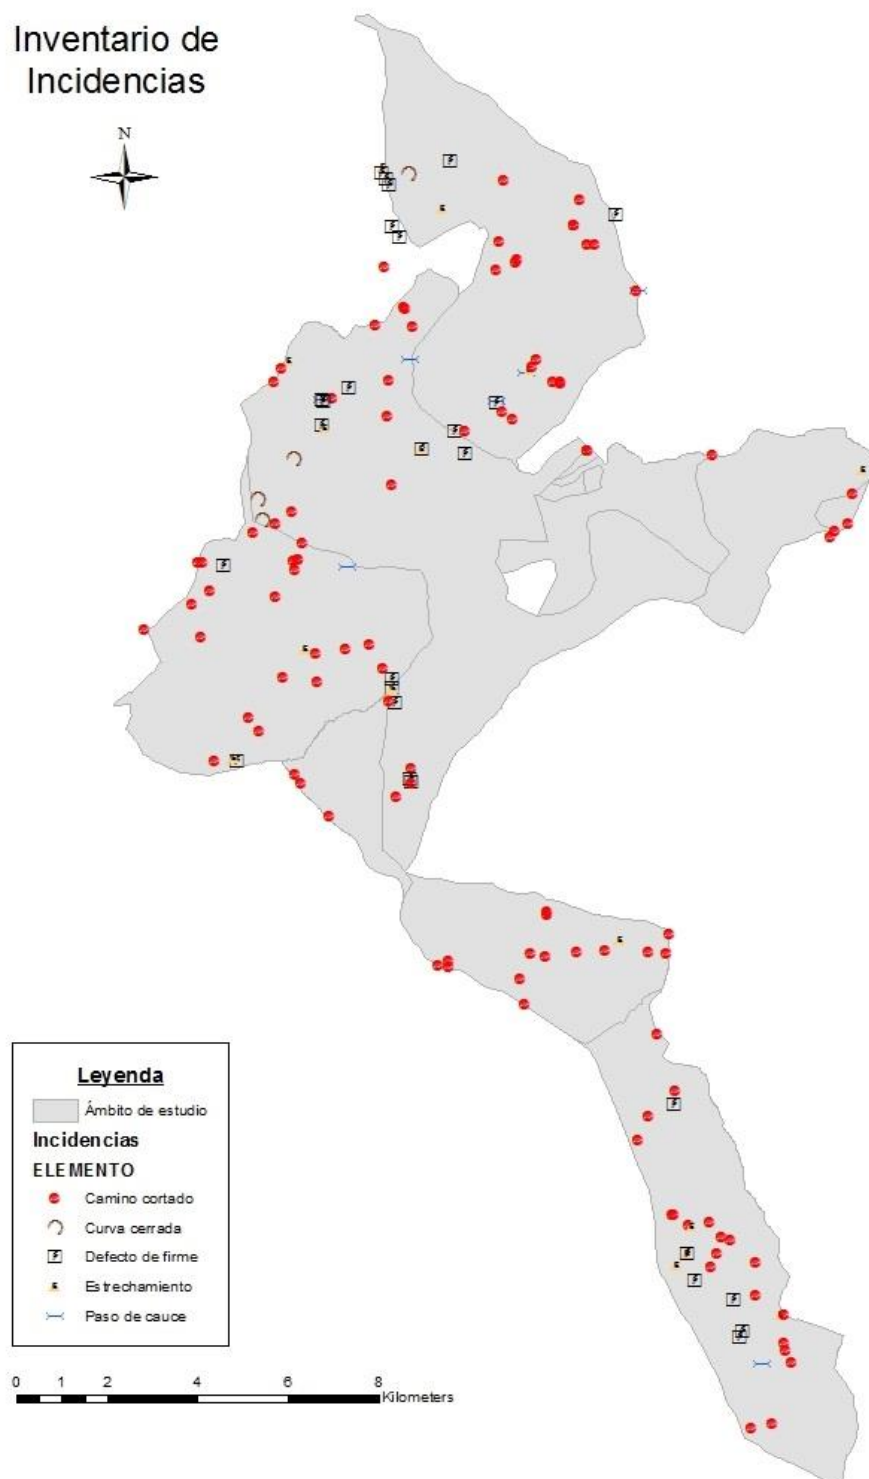 Inventario de
Incidencias
N
Leyenda
Ámbito de estudio
Incidencias
ELEMENTO
Camino cortado
Curva cerrada
Defecto de firme
Estrechamiento
Paso de cauce
0 1 2 4 6 8
Kilometers